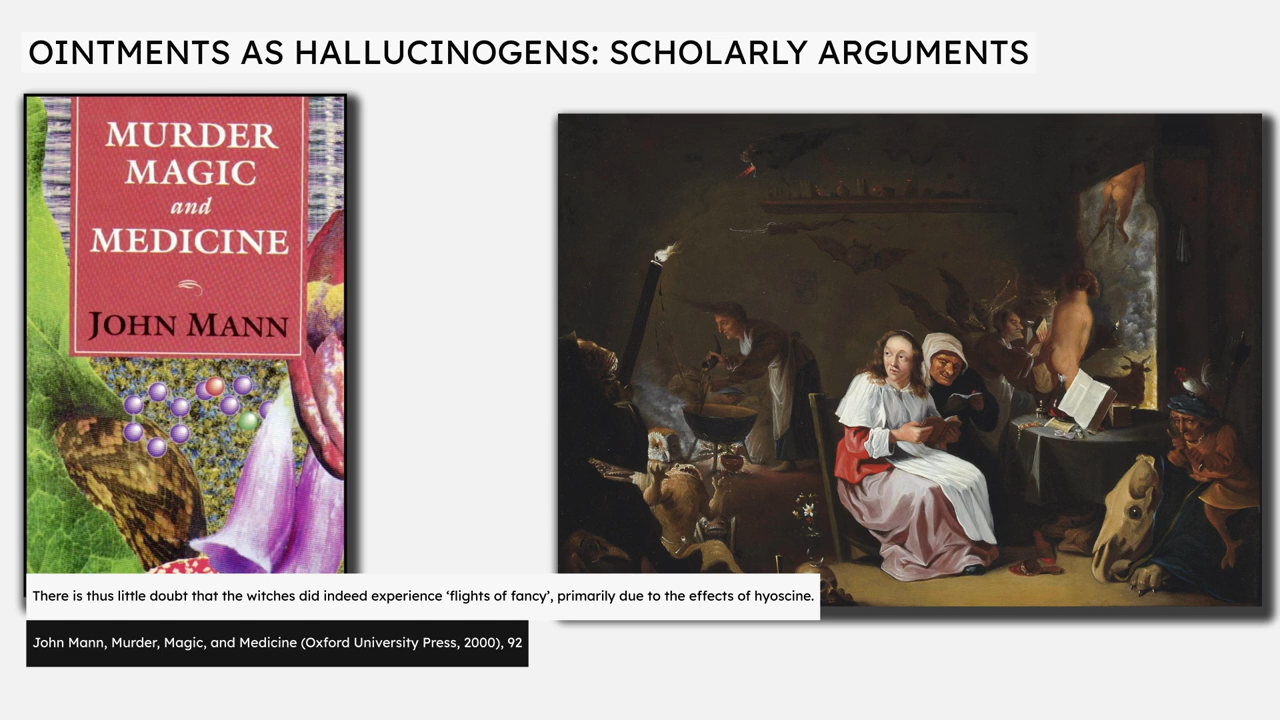 OINTMENTS AS HALLUCINOGENS: SCHOLARLY ARGUMENTS
MURDER
MAGIC
and
MEDICINE
JOHN MANN
There is thus little doubt that the witches did indeed experience ‘flights of fancy’, primarily due to the effects of hyoscine.
John Mann, Murder, Magic, and Medicine (Oxford University Press, 2000), 92